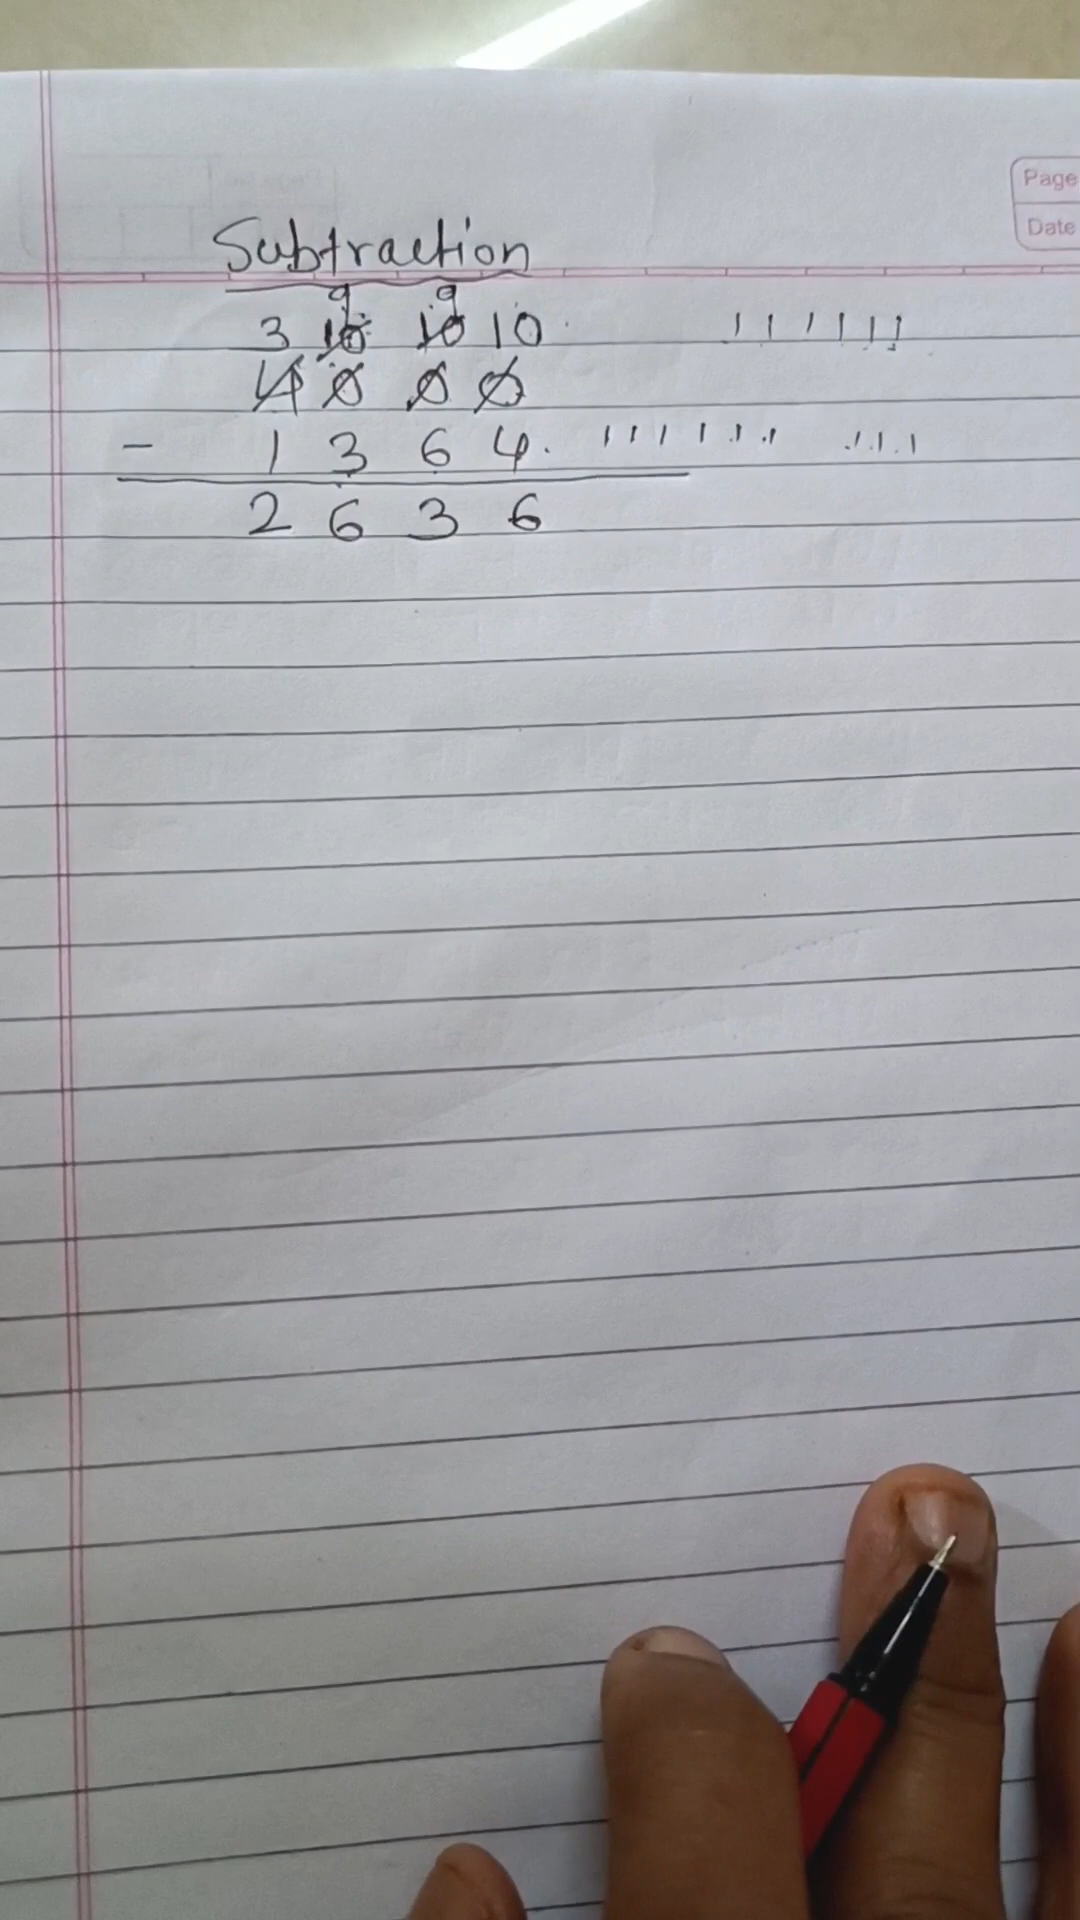 Page
Date
Subtraction
9 9
3 10 10 10
4 0 0 0
- 1 3 6 4
2 6 3 6